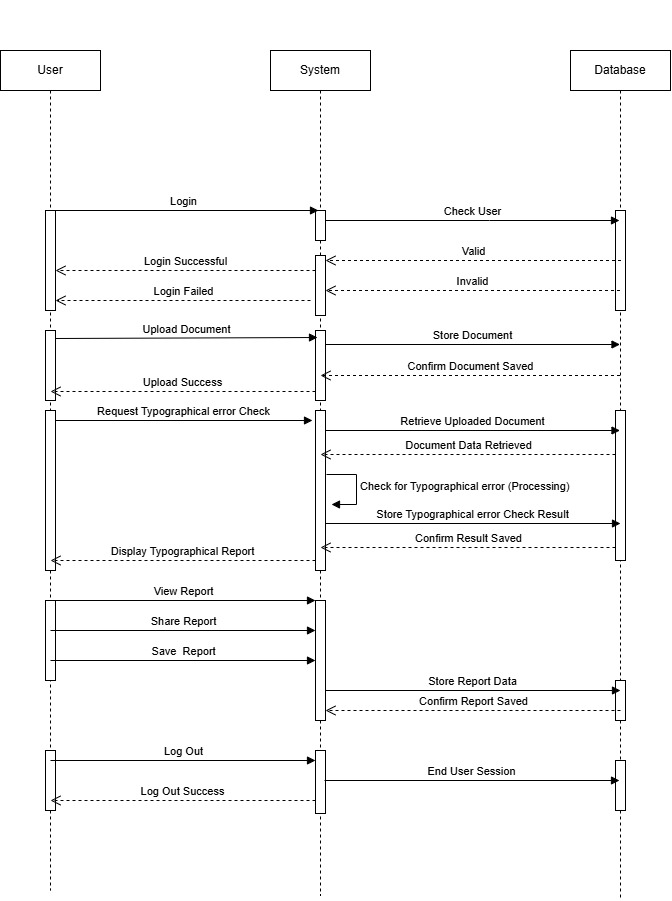 User
System
Database
Login
Check User
Valid
Login Successful
Invalid
Login Failed
Upload Document
Store Document
Confirm Document Saved
Upload Success
Request Typographical error Check
Retrieve Uploaded Document
Document Data Retrieved
Check for Typographical error (Processing)
Store Typographical error Check Result
Confirm Result Saved
Display Typographical Report
View Report
Share Report
Save  Report
Store Report Data
Confirm Report Saved
Log Out
End User Session
Log Out Success